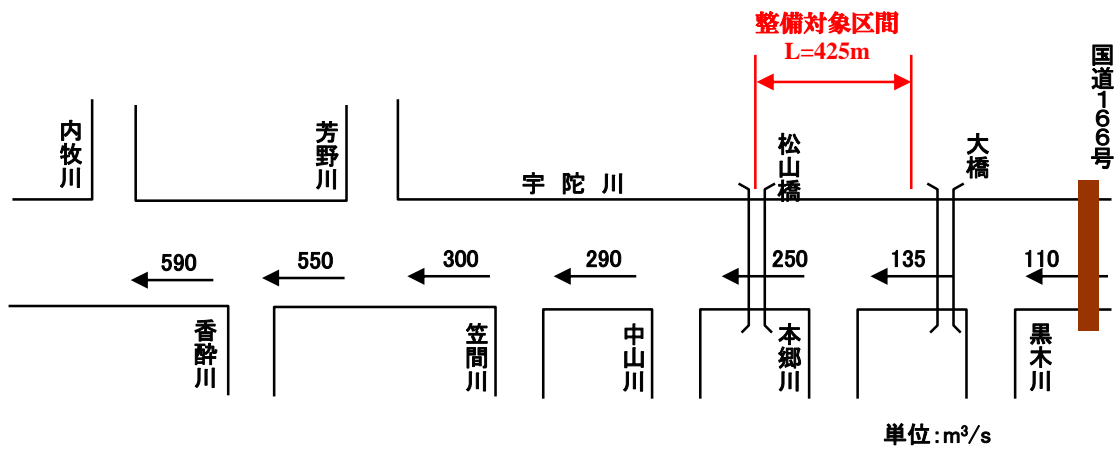 整備対象区間
L=425m
国道166号
内牧川
芳野川
宇陀川
松山橋
大橋
590
550
300
290
250
135
110
香酔川
笠間川
中山川
本郷川
黒木川
単位:m³/s